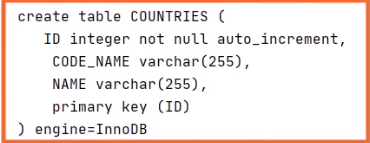 create table COUNTRIES (
ID integer not null auto_increment,
CODE_NAME varchar(255),
NAME varchar(255),
primary key (ID)
) engine=InnoDB